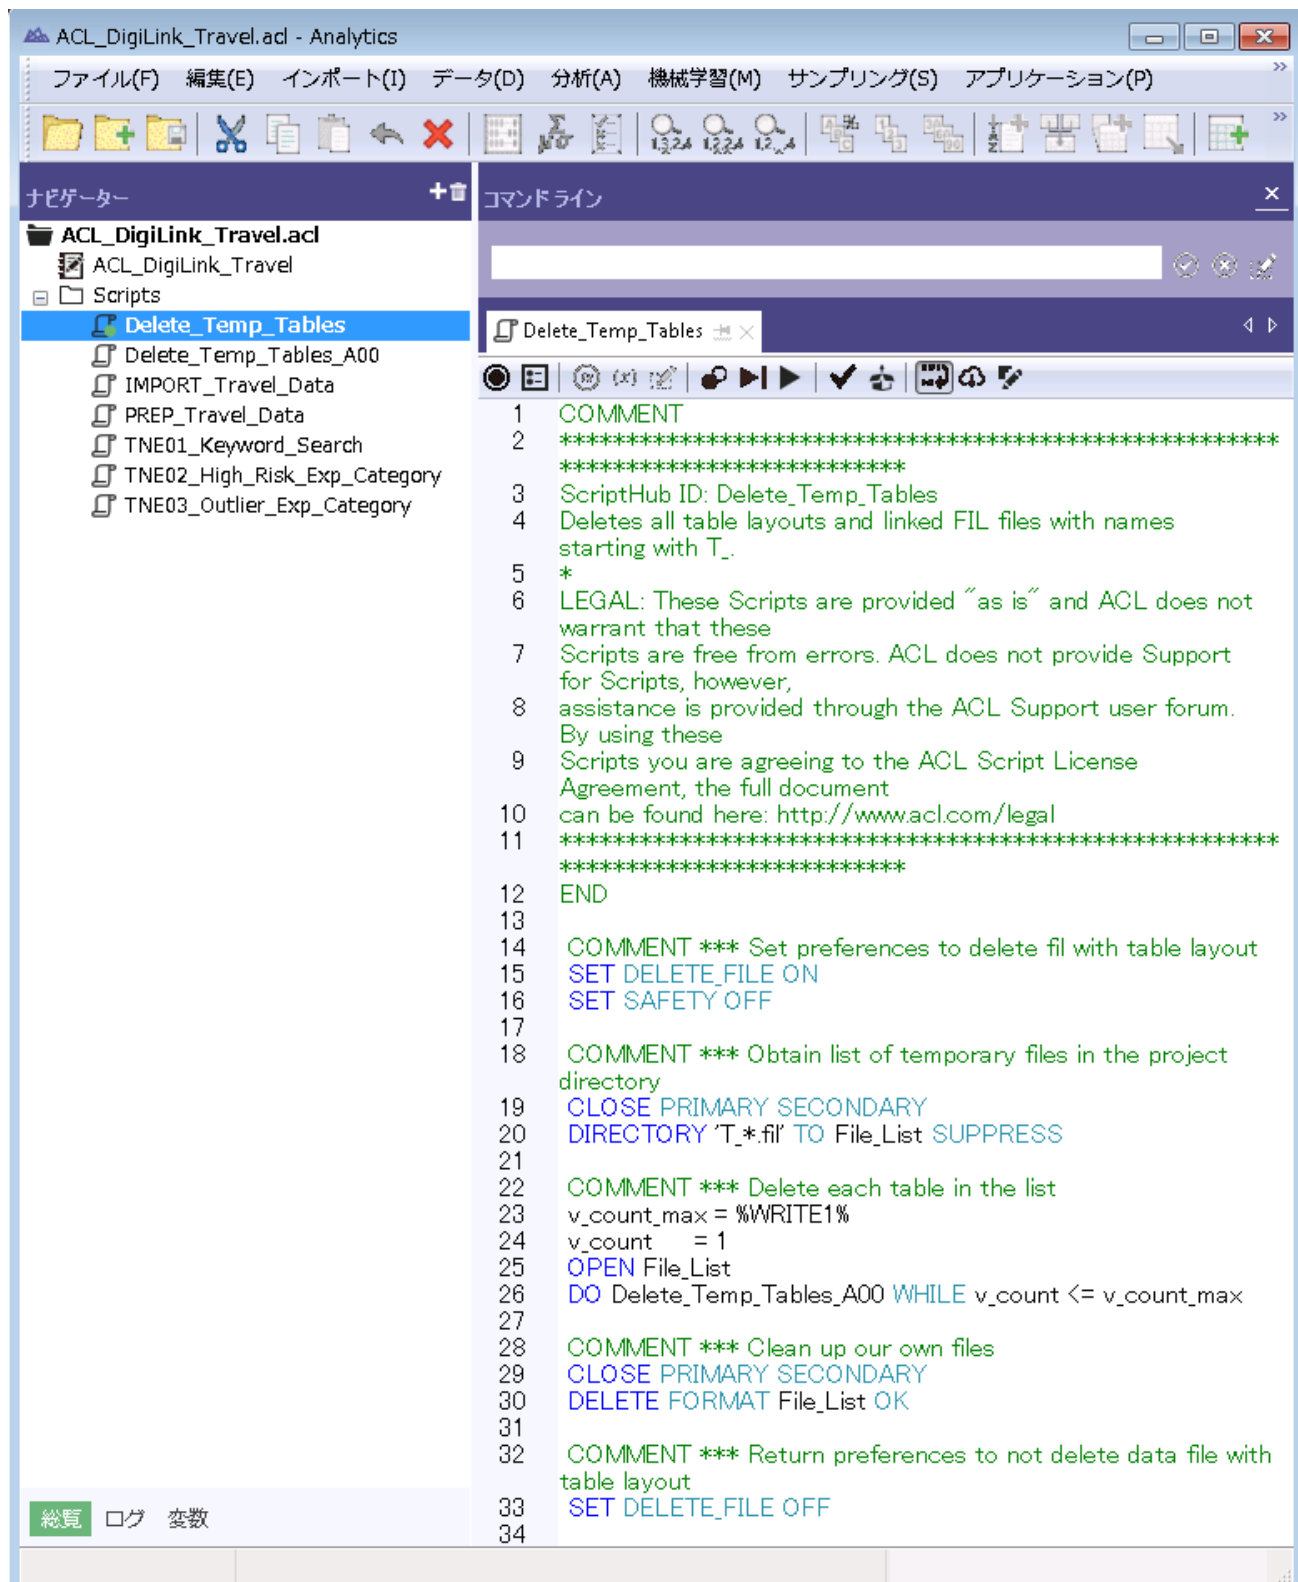 ACL_DigiLink_Travel.acl - Analytics
ファイル(F) 編集(E) インポート(I) データ(D) 分析(A) 機械学習(M) サンプリング(S) アプリケーション(P)
ナビゲーター
ACL_DigiLink_Travel.acl
ACL_DigiLink_Travel
Scripts
Delete_Temp_Tables
Delete_Temp_Tables_A00
IMPORT_Travel_Data
PREP_Travel_Data
TNE01_Keyword_Search
TNE02_High_Risk_Exp_Category
TNE03_Outlier_Exp_Category
総覧 ログ 変数
コマンド ライン
Delete_Temp_Tables
1 COMMENT
2 ******************************************************
**************************
3 ScriptHub ID: Delete_Temp_Tables
4 Deletes all table layouts and linked FIL files with names
starting with T_.
5 *
6 LEGAL: These Scripts are provided "as is" and ACL does not
warrant that these
7 Scripts are free from errors. ACL does not provide Support
for Scripts, however,
8 assistance is provided through the ACL Support user forum.
By using these
9 Scripts you are agreeing to the ACL Script License
Agreement, the full document
10 can be found here: http://www.acl.com/legal
11 ******************************************************
**************************
12 END
13
14 COMMENT *** Set preferences to delete fil with table layout
15 SET DELETE_FILE ON
16 SET SAFETY OFF
17
18 COMMENT *** Obtain list of temporary files in the project
directory
19 CLOSE PRIMARY SECONDARY
20 DIRECTORY 'T_*.fil' TO File_List SUPPRESS
21
22 COMMENT *** Delete each table in the list
23 v_count_max = %WRITE1%
24 v_count = 1
25 OPEN File_List
26 DO Delete_Temp_Tables_A00 WHILE v_count <= v_count_max
27
28 COMMENT *** Clean up our own files
29 CLOSE PRIMARY SECONDARY
30 DELETE FORMAT File_List OK
31
32 COMMENT *** Return preferences to not delete data file with
table layout
33 SET DELETE_FILE OFF
34